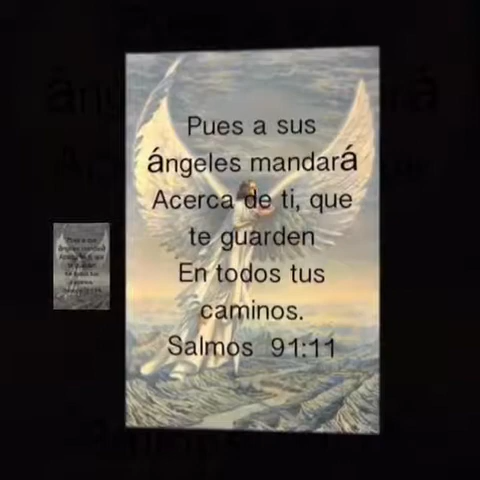 Pues a sus
ángeles mandará
Acerca de ti, que
te guarden
En todos tus
caminos.
Salmos 91:11